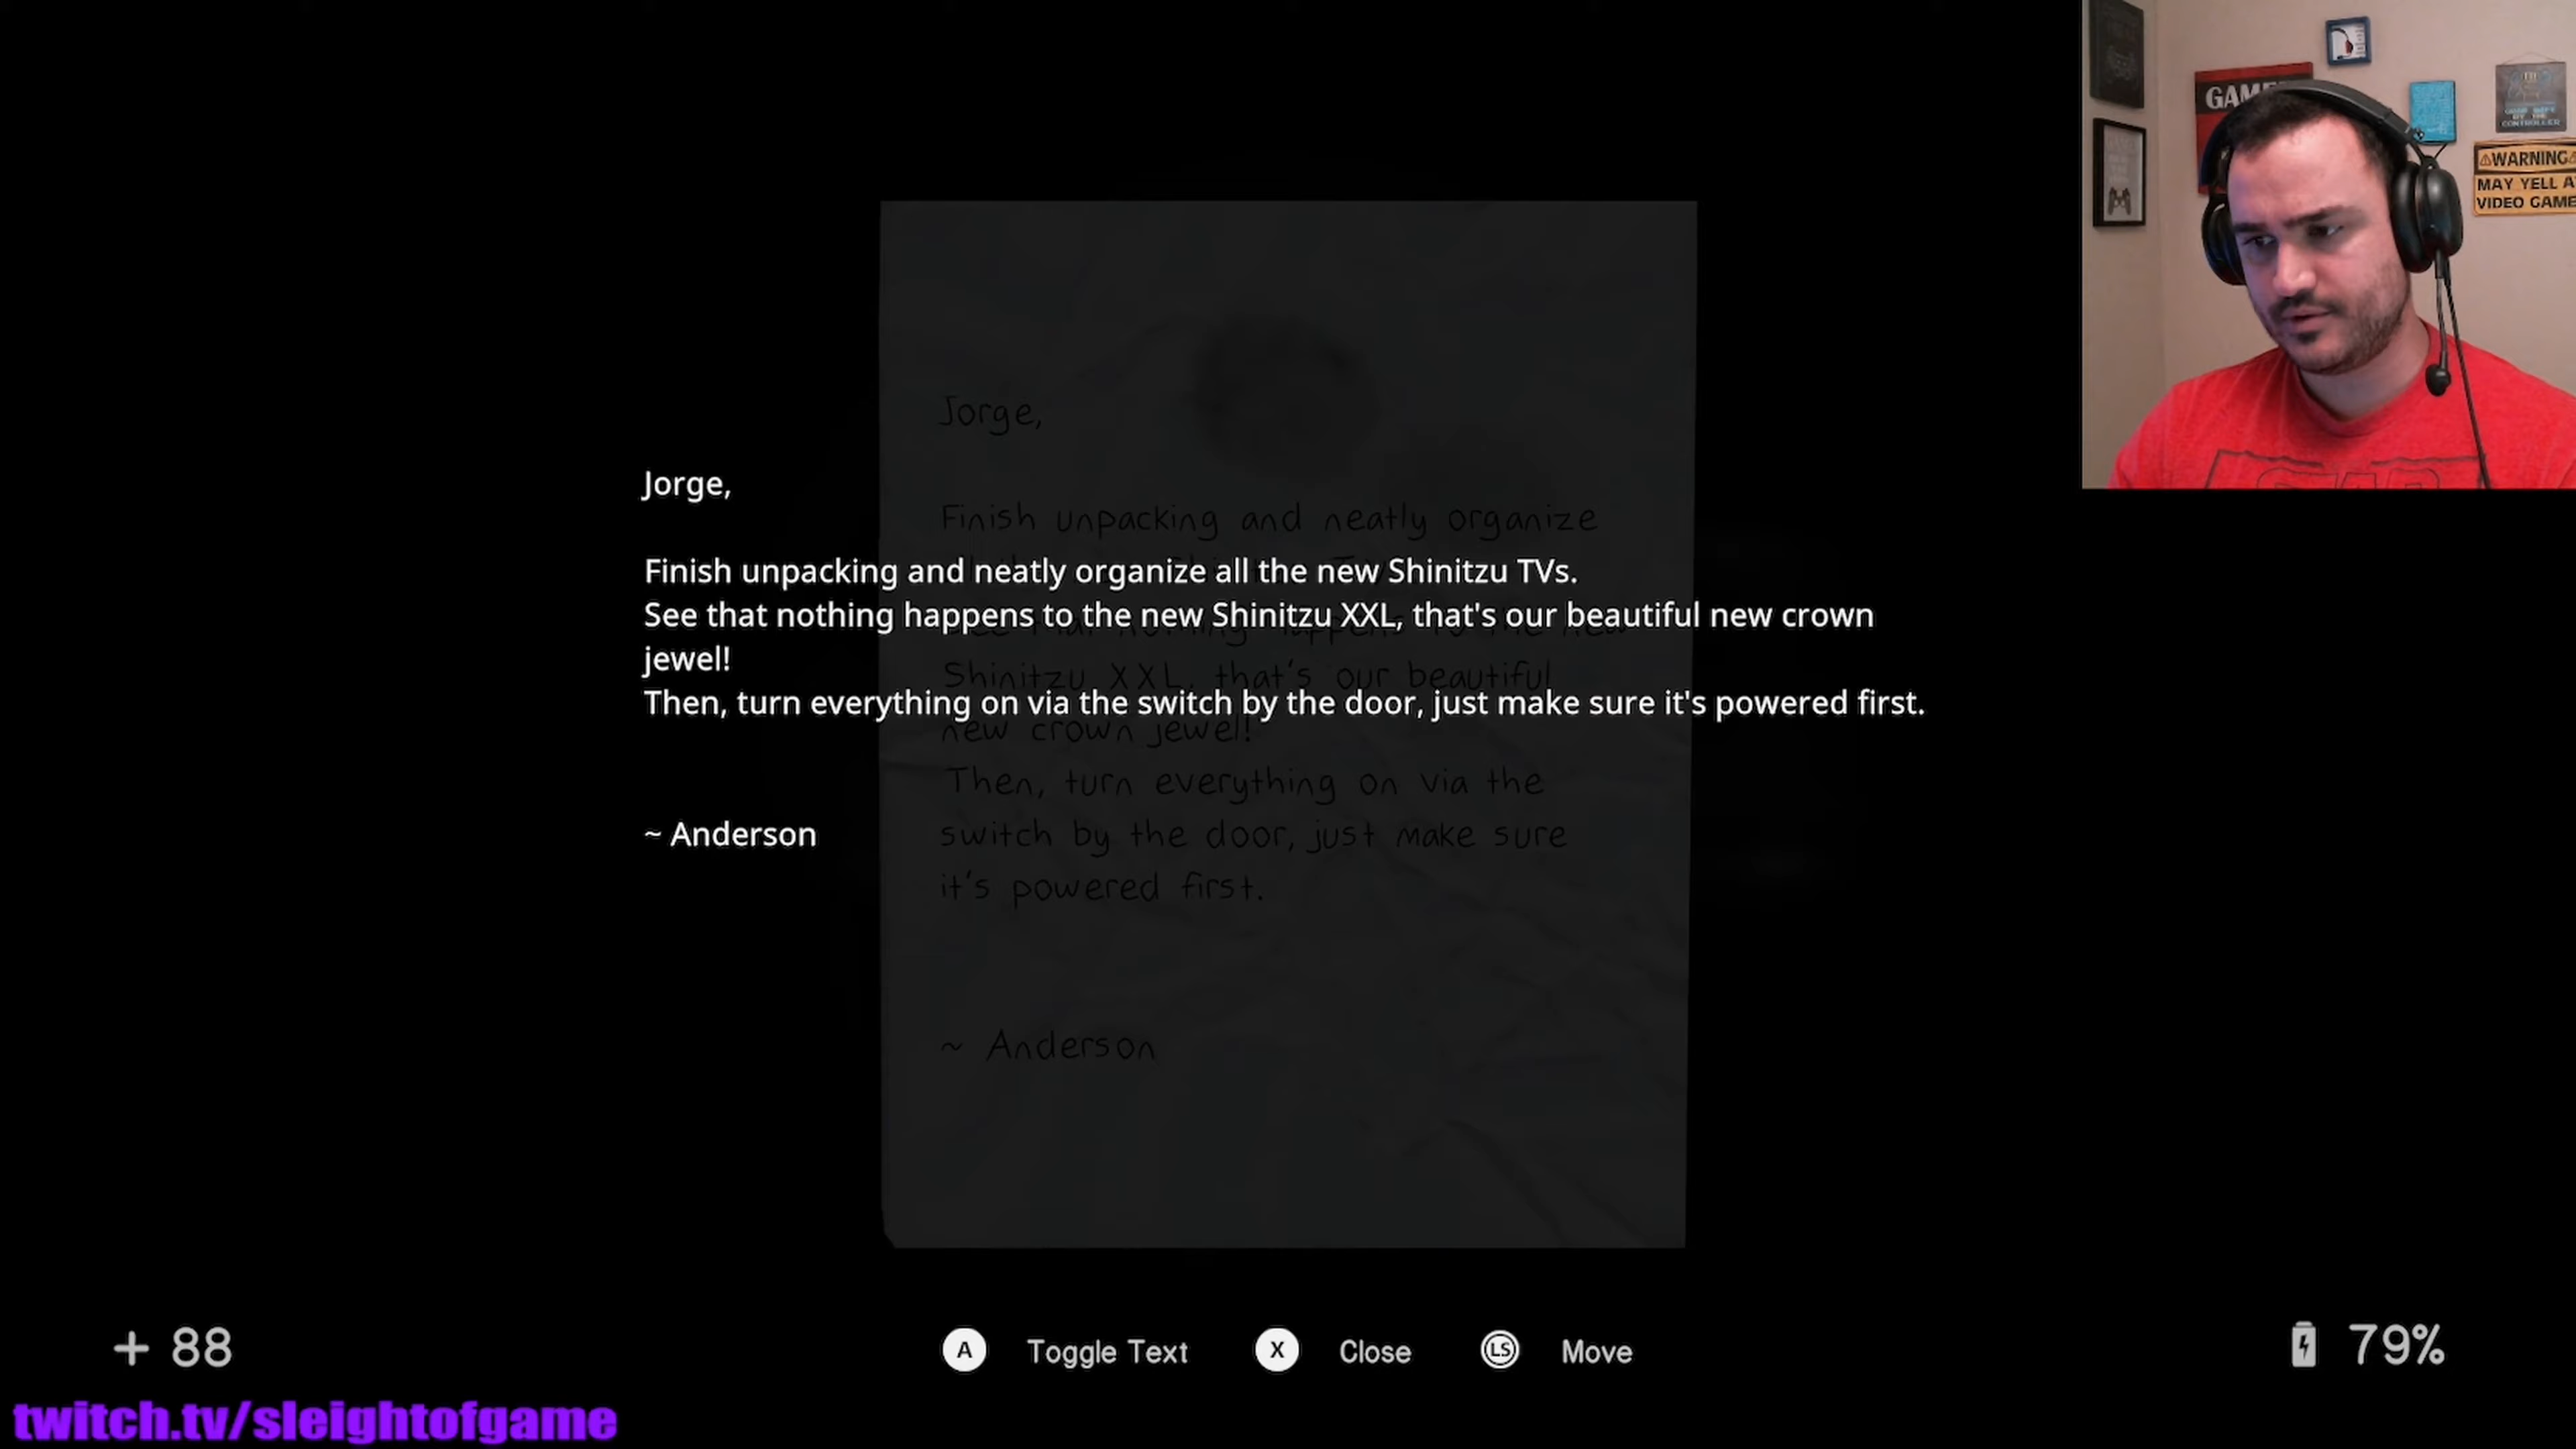 GAME
WARNING
MAY YELL A
VIDEO GAME
CONTROLLER
Jorge,
Finish unpacking and neatly organize
new crown jewel!
Shinitzu XXL, that's our beautiful
Then, turn everything on via the
switch by the door, just make sure
it's powered first.
~ Anderson
Jorge,
Finish unpacking and neatly organize all the new Shinitzu TVs.
See that nothing happens to the new Shinitzu XXL, that's our beautiful new crown
jewel!
Then, turn everything on via the switch by the door, just make sure it's powered first.
~ Anderson
+ 88
A Toggle Text X Close LS Move
79%
twitch.tv/sleightofgame